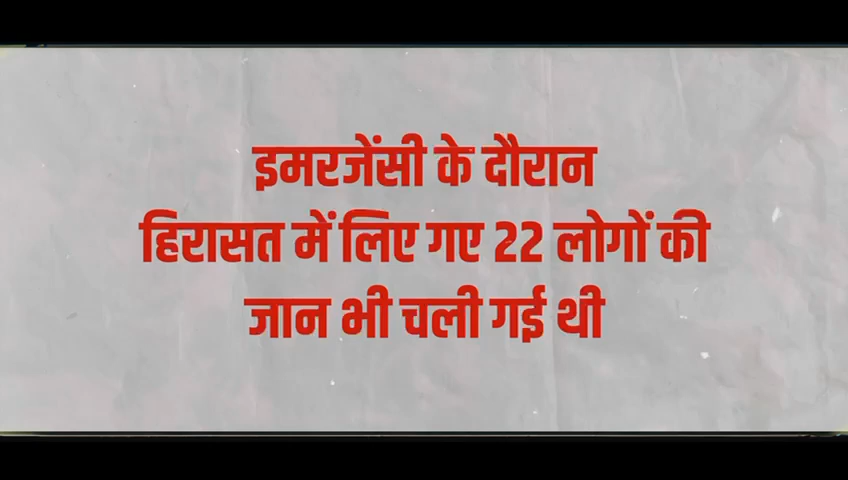 इमरजेंसी के दौरान
हिरासत में लिए गए 22 लोगों की
जान भी चली गई थी